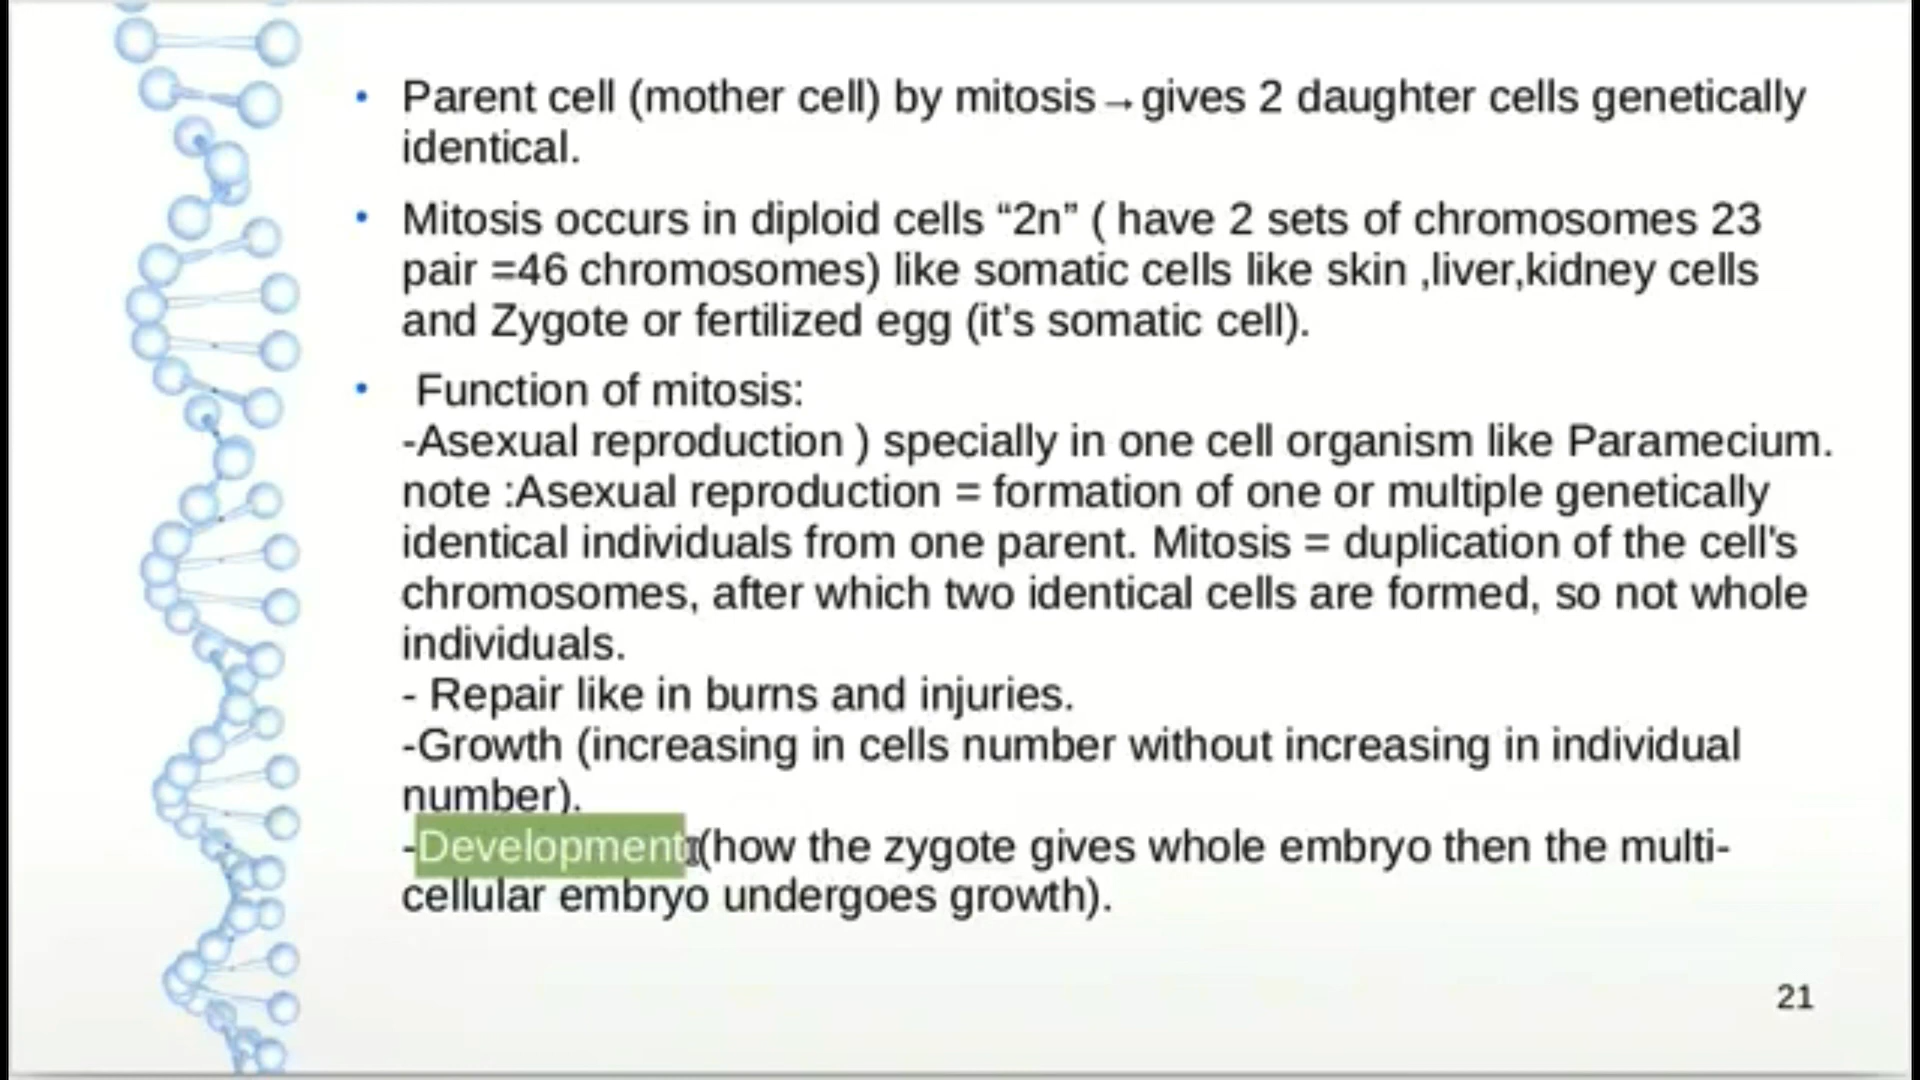 • Parent cell (mother cell) by mitosis→gives 2 daughter cells genetically
identical.
• Mitosis occurs in diploid cells “2n” ( have 2 sets of chromosomes 23
pair =46 chromosomes) like somatic cells like skin ,liver,kidney cells
and Zygote or fertilized egg (it's somatic cell).
• Function of mitosis:
-Asexual reproduction ) specially in one cell organism like Paramecium.
note :Asexual reproduction = formation of one or multiple genetically
identical individuals from one parent. Mitosis = duplication of the cell's
chromosomes, after which two identical cells are formed, so not whole
individuals.
- Repair like in burns and injuries.
-Growth (increasing in cells number without increasing in individual
number).
-Development (how the zygote gives whole embryo then the multi-
cellular embryo undergoes growth).
21